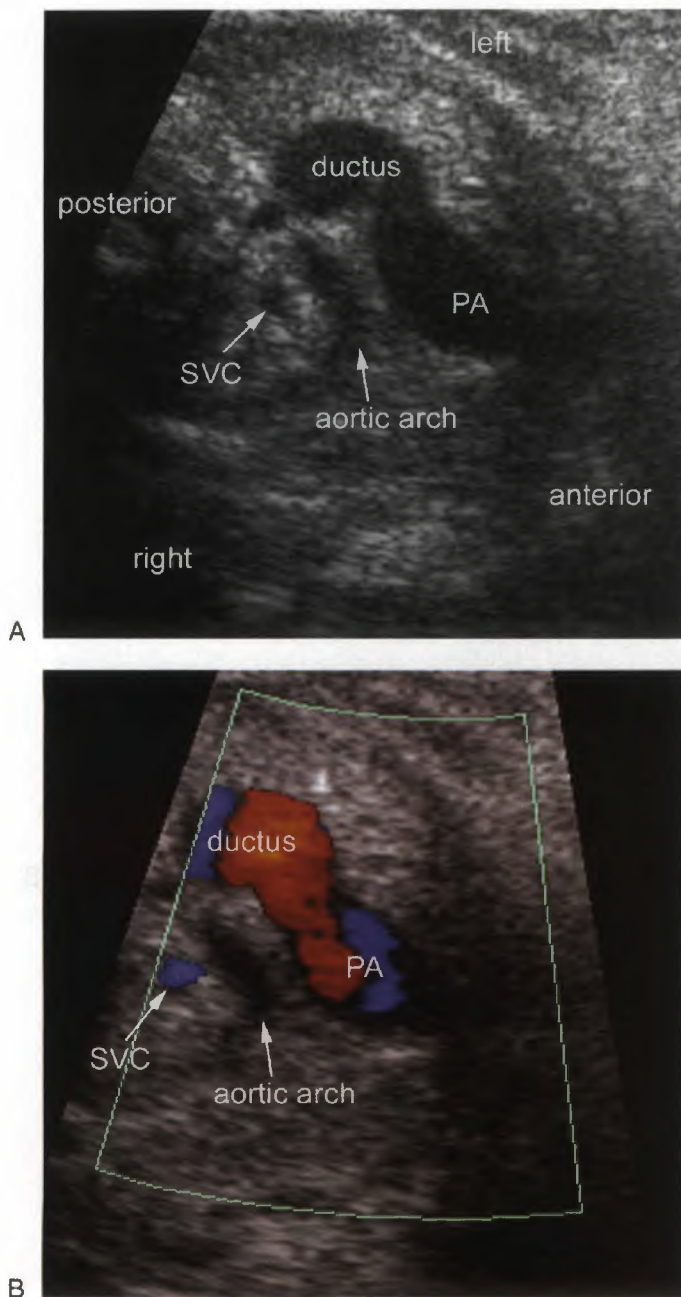 left
ductus
posterior
PA
SVC
aortic arch
anterior
right
A
ductus
PA
SVC
aortic arch
B